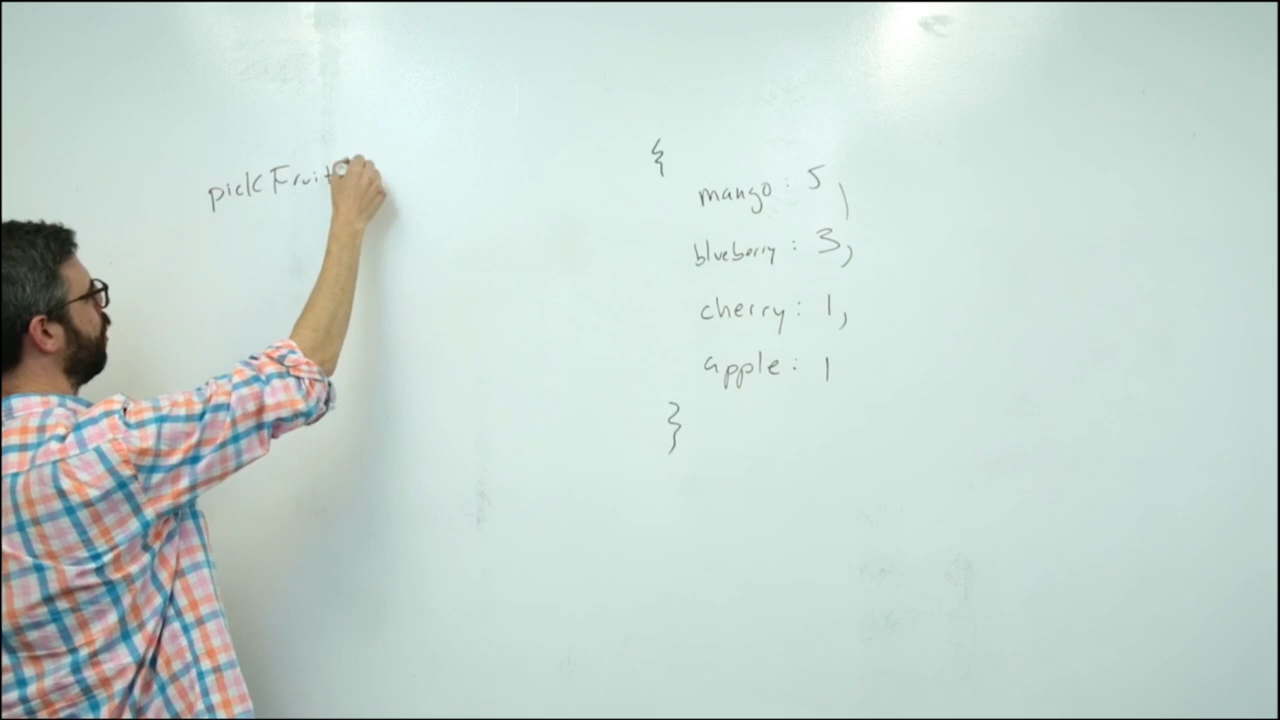 pickFruit
{
mango: 5,
blueberry: 3,
cherry: 1,
apple: 1
}